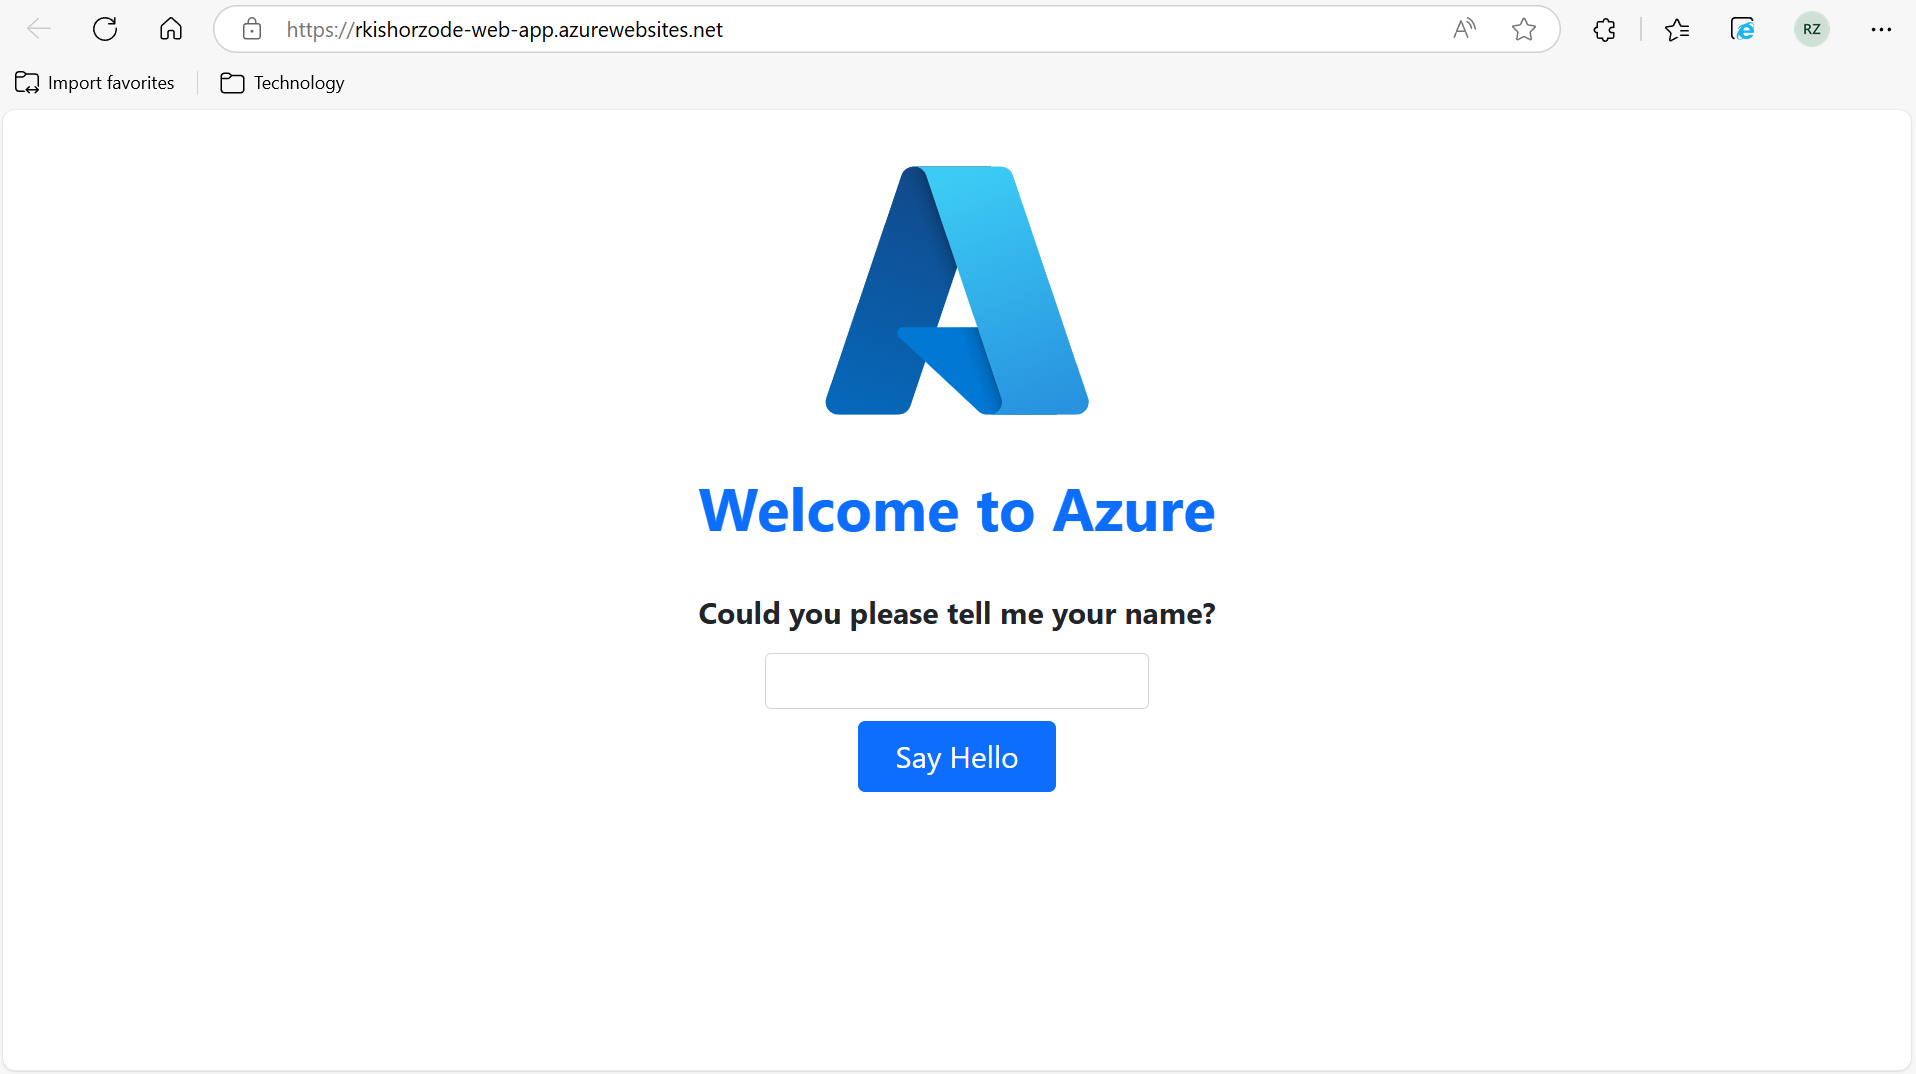 https://rkishorzode-web-app.azurewebsites.net
RZ
Import favorites
Technology
Welcome to Azure
Could you please tell me your name?
Say Hello